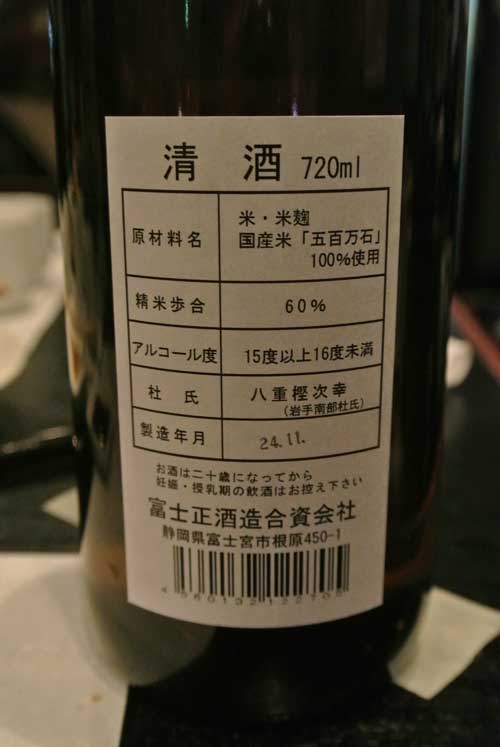 清 酒 720ml
原材料名 米・米麹
国産米「五百万石」
100%使用
精米歩合 60%
アルコール度 15度以上16度未満
杜氏 八重樫次幸
(岩手南部杜氏)
製造年月 24.11.
お酒は二十歳になってから
妊娠・授乳期の飲酒はお控え下さい
富士正酒造合資会社
静岡県富士宮市根原450-1
4560132122703